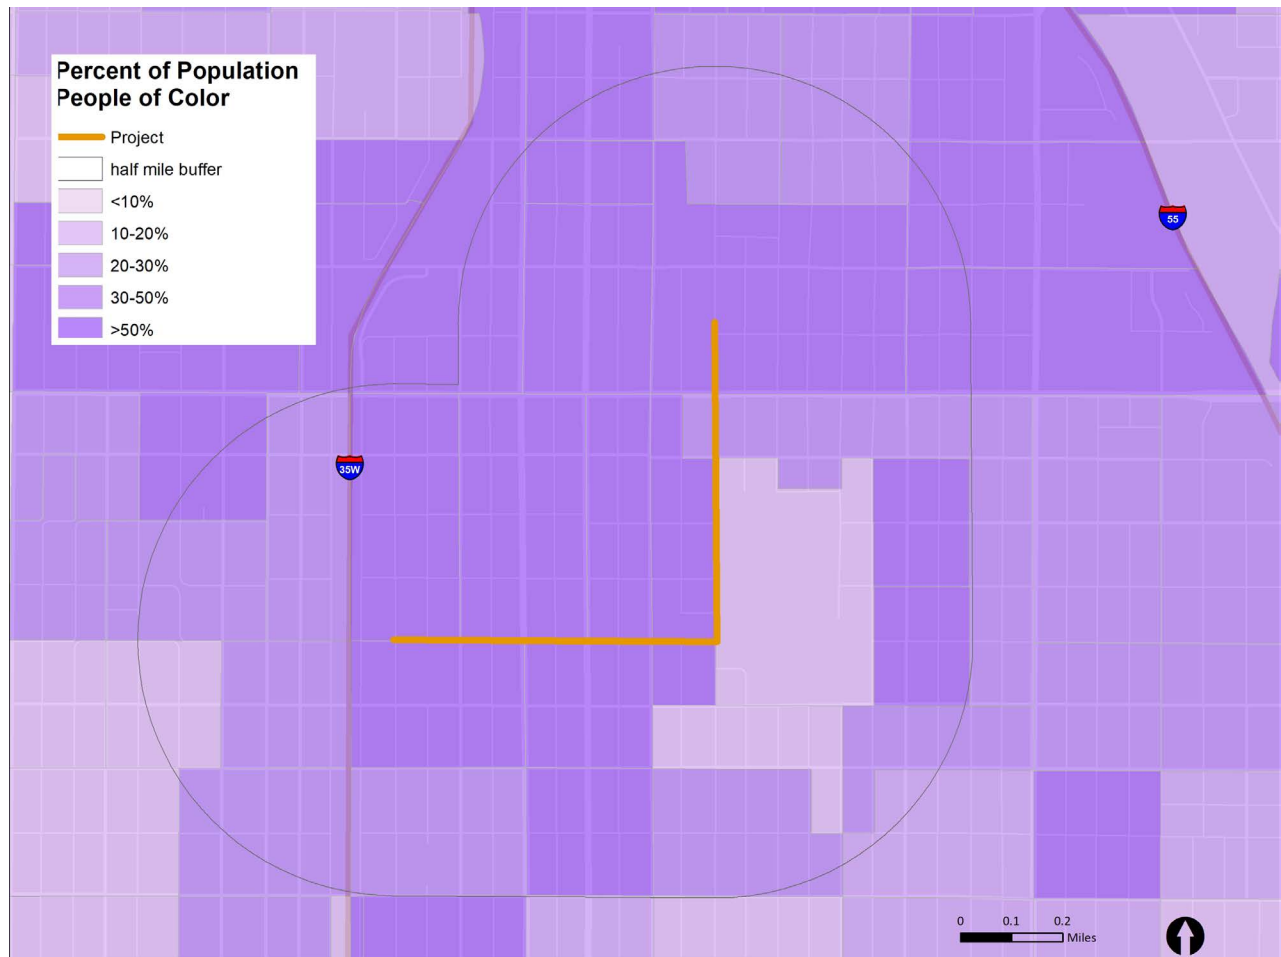 Percent of Population
People of Color
Project
half mile buffer
<10%
10-20%
20-30%
30-50%
>50%
55
35W
0 0.1 0.2
Miles